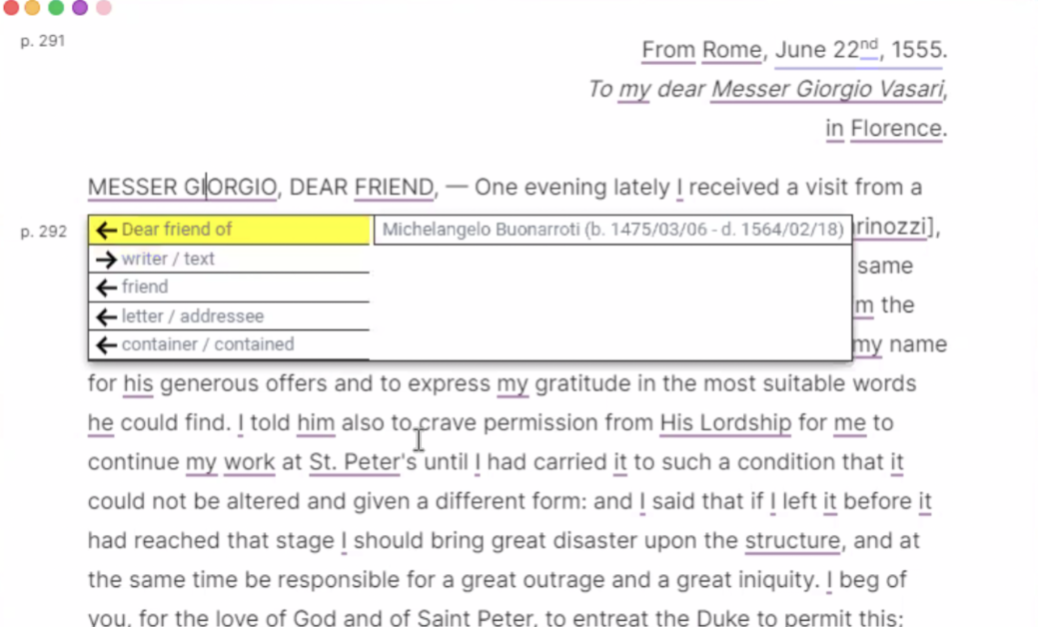 p. 291
From Rome, June 22nd, 1555.
To my dear Messer Giorgio Vasari,
in Florence.
MESSER GIORGIO, DEAR FRIEND, — One evening lately I received a visit from a
p. 292
Dear friend of
Michelangelo Buonarroti (b. 1475/03/06 - d. 1564/02/18)
rinozzi],
writer / text
same
friend
m the
letter / addressee
container / contained
my name
for his generous offers and to express my gratitude in the most suitable words
he could find. I told him also to crave permission from His Lordship for me to
continue my work at St. Peter's until I had carried it to such a condition that it
could not be altered and given a different form: and I said that if I left it before it
had reached that stage I should bring great disaster upon the structure, and at
the same time be responsible for a great outrage and a great iniquity. I beg of
you, for the love of God and of Saint Peter, to entreat the Duke to permit this;